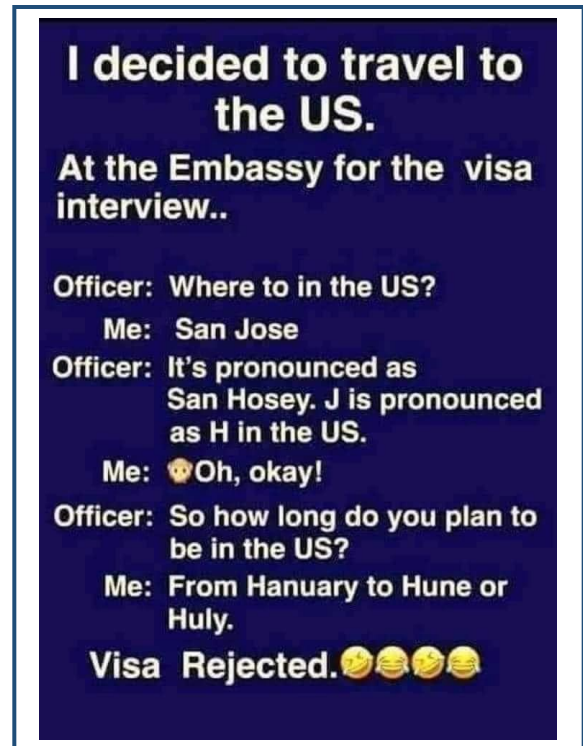 I decided to travel to
the US.
At the Embassy for the visa
interview..
Officer: Where to in the US?
Me: San Jose
Officer: It's pronounced as
San Hosey. J is pronounced
as H in the US.
Me: 🐵Oh, okay!
Officer: So how long do you plan to
be in the US?
Me: From Hanuary to Hune or
Huly.
Visa Rejected.🤣😂🤣😂